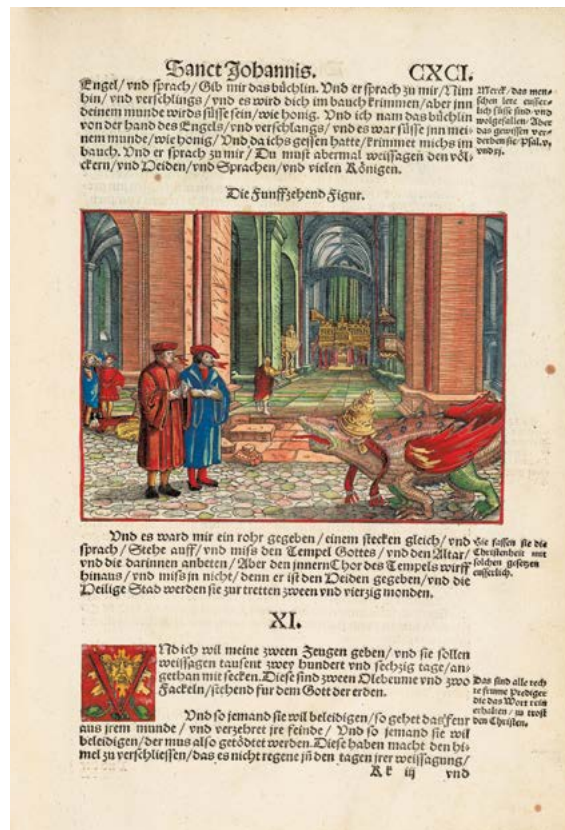 Sanct Johannis. CXCI.
Engel/vnd sprach/Gib mir das büchlin. Vnd er sprach zu mir/Nim
hin/vnd verschlings/vnd es wird dich im bauch krimmen/aber jnn
deinem munde wirds süsse sein/wie honig. Vnd ich nam das büchlin
von der hand des Engels/vnd verschlangs/vnd es war süsse jnn mei-
nem munde/wie honig/Vnd da ichs gessen hatte/krimmet michs im
bauch. Vnd er sprach zu mir/Du must abermal weissagen den völ-
ckern/vnd Heiden/vnd Sprachen/vnd vielen Königen.
Merck/das men-
schen lere eusser-
lich süsse sind/vnd
wolgefallen/Aber
das gewissen ver-
derben sie/Psal.
Die Funffzehend Figur.
Vnd es ward mir ein rohr gegeben/einem stecken gleich/vnd
sprach/Stehe auff/vnd miss den Tempel Gottes/vnd den Altar/
vnd die darinnen anbeten/Aber den jnnern Chor des Tempels wirff
hinaus/vnd miss jn nicht/denn er ist den Heiden gegeben/vnd die
Heilige Stad werden sie zur tretten zween vnd vierzig monden.
Sie fassen sie die
Christenheit mit
solchen gesetzen
eusserlich.
XI.
VNd ich wil meine zween Zeugen geben/vnd sie sollen
weissagen tausent zwey hundert vnd sechzig tage/an-
gethan mit secken. Diese sind zween Olebeume vnd zwo
Fackeln/stehend fur dem Gott der erden.
Das sind alle rech
te frume Prediger
die das Wort rein
erhalten/zu trost
den Christen.
Vnd so jemand sie wil beleidigen/so gehet das feur
aus jrem munde/vnd verzehret jre feinde/Vnd so jemand sie wil
beleidigen/der mus also getödtet werden. Diese haben macht den hi-
mel zu verschliessen/das es nicht regene jn den tagen jrer weissagung/
Kk iij vnd